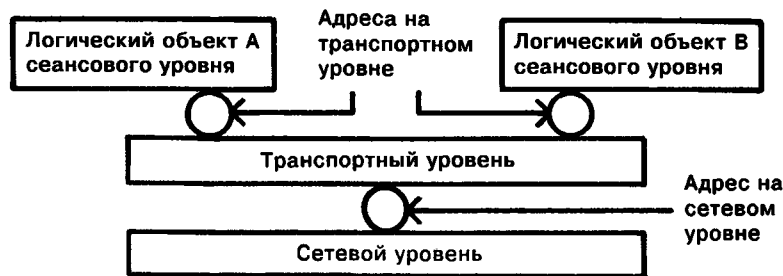 Логический объект А
сеансового уровня
Адреса на
транспортном
уровне
Логический объект В
сеансового уровня
Транспортный уровень
Адрес на
сетевом
уровне
Сетевой уровень